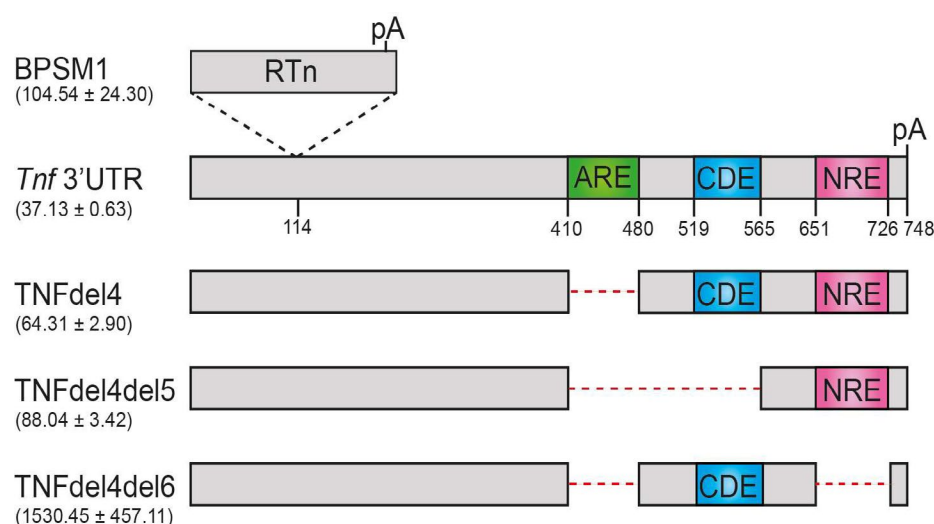 pA
BPSM1
RTn
(104.54 ± 24.30)
pA
Tnf 3'UTR
ARE
CDE
NRE
(37.13 ± 0.63)
114
410
480
519
565
651
726
748
TNFdel4
CDE
NRE
(64.31 ± 2.90)
TNFdel4del5
NRE
(88.04 ± 3.42)
TNFdel4del6
CDE
(1530.45 ± 457.11)